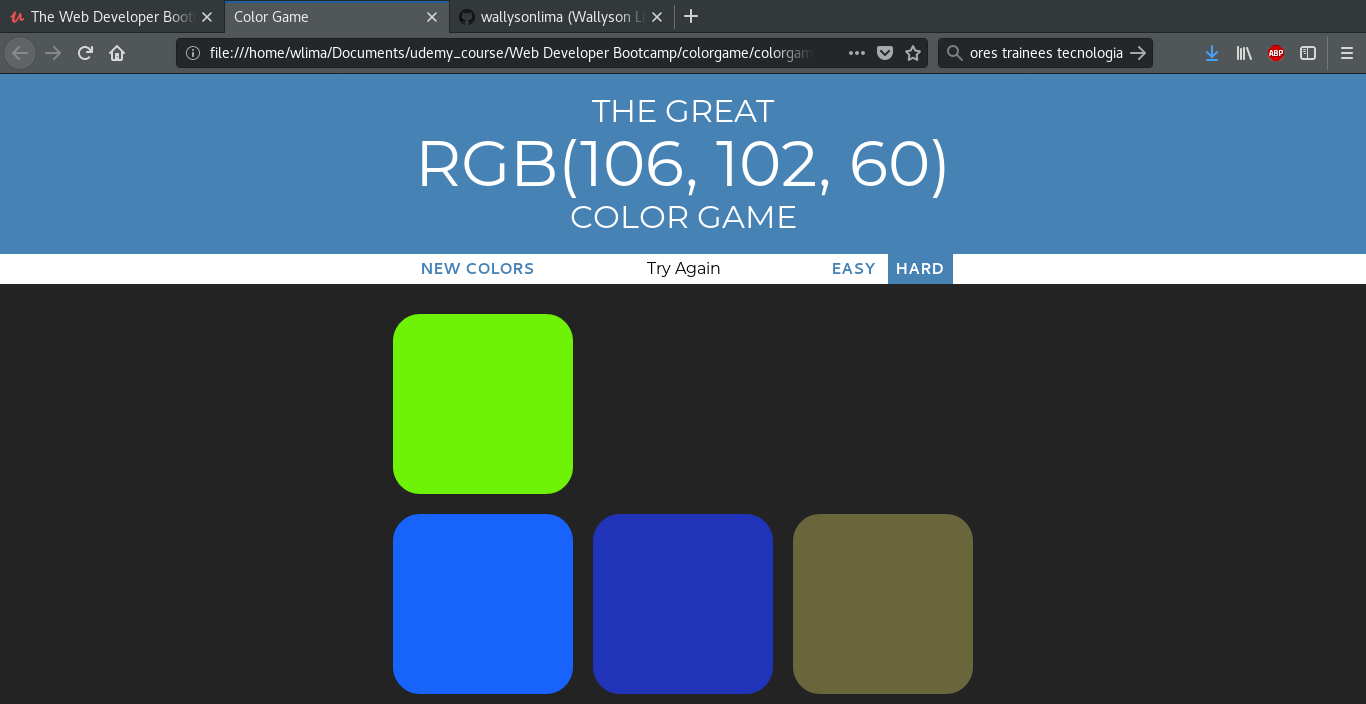 The Web Developer Boot
Color Game
wallysonlima (Wallyson Li
file:///home/wlima/Documents/udemy_course/Web Developer Bootcamp/colorgame/colorgam
ores trainees tecnologia
ABP
THE GREAT
RGB(106, 102, 60)
COLOR GAME
NEW COLORS Try Again EASY HARD